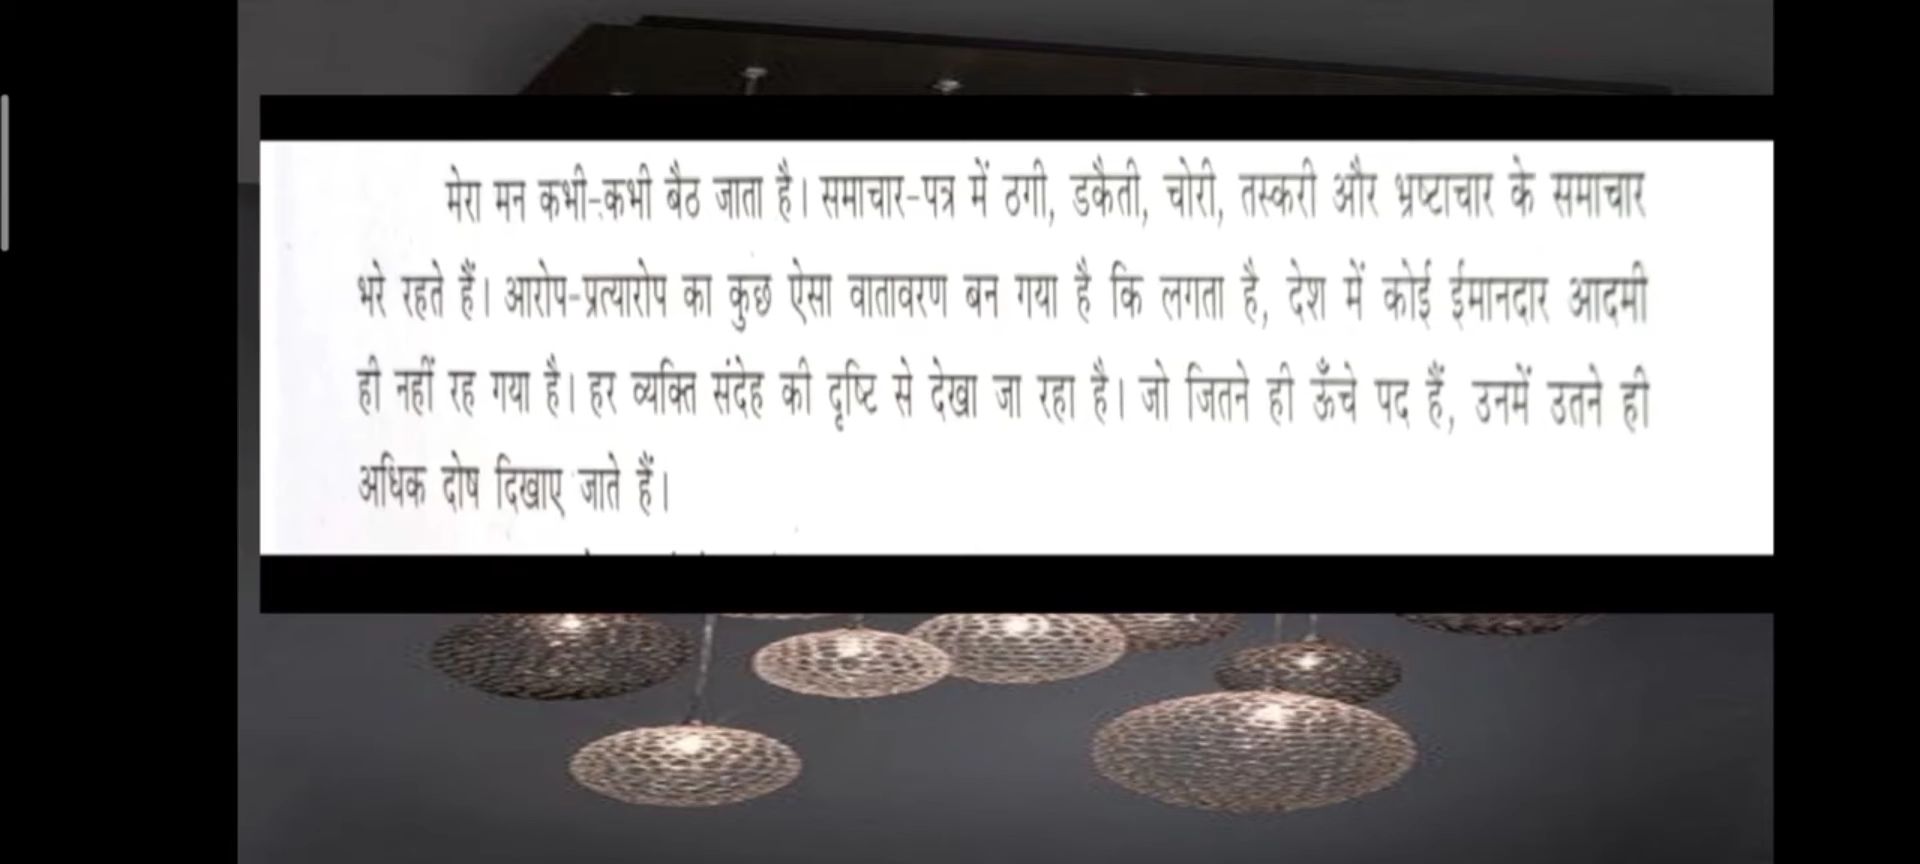 मेरा मन कभी-कभी बैठ जाता है। समाचार-पत्र में ठगी, डकैती, चोरी, तस्करी और भ्रष्टाचार के समाचार
भरे रहते हैं। आरोप-प्रत्यारोप का कुछ ऐसा वातावरण बन गया है कि लगता है, देश में कोई ईमानदार आदमी
ही नहीं रह गया है। हर व्यक्ति संदेह की दृष्टि से देखा जा रहा है। जो जितने ही ऊँचे पद हैं, उनमें उतने ही
अधिक दोष दिखाए जाते हैं।